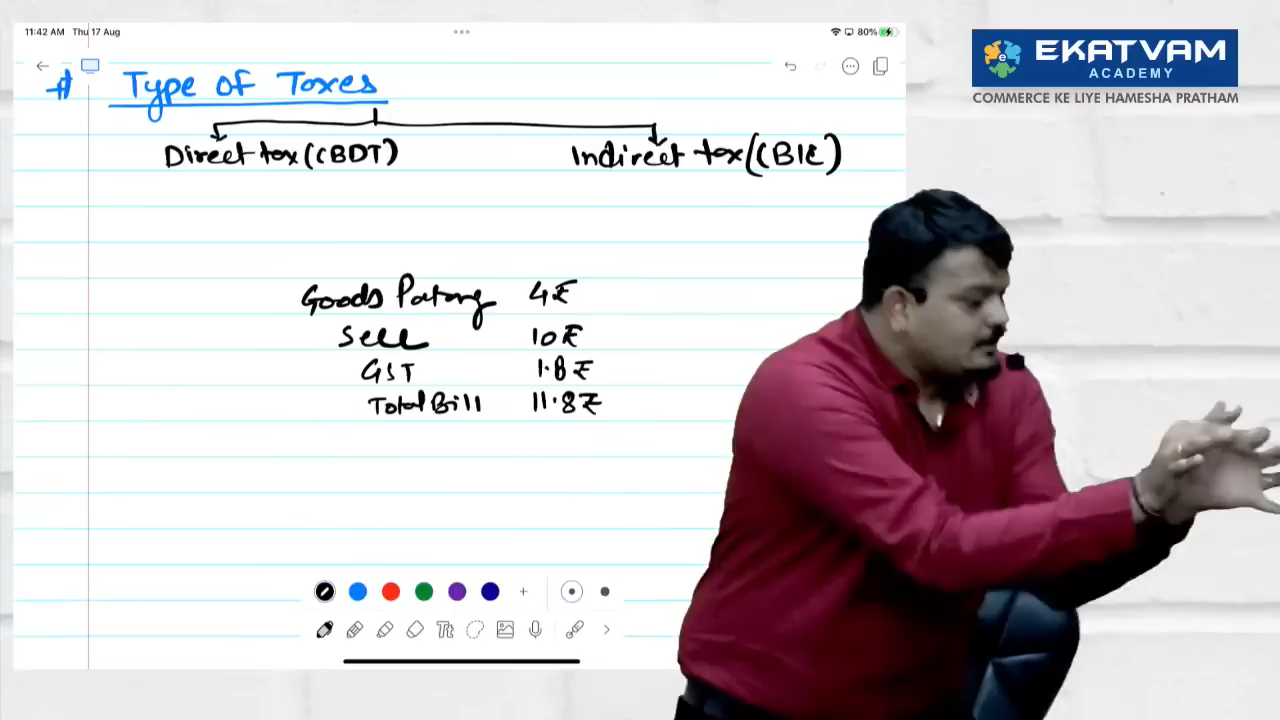 11:42 AM Thu 17 Aug
80%
EKATVAM
ACADEMY
COMMERCE KE LIYE HAMESHA PRATHAM
# Type of Taxes
Direct tax (CBDT)
Indirect tax (CBIC)
Goods Patang 4₹
Sell 10₹
GST 1.8₹
Total Bill 11.8₹
Tt